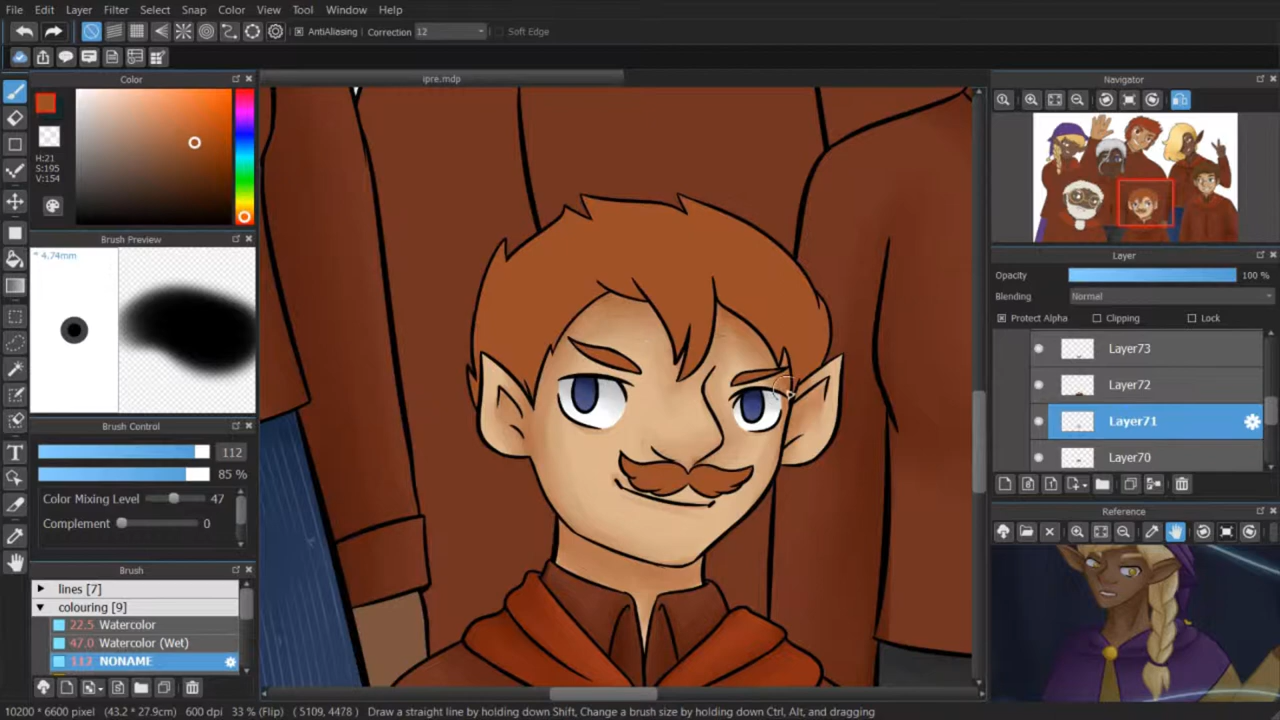 File Edit Layer Filter Select Snap Color View Tool Window Help
AntiAliasing Correction 12 Soft Edge
Color
ipre.mdp
Navigator
H:21
S:195
V:154
Brush Preview
* 4.74mm
Layer
Opacity 100 %
Blending Normal
Protect Alpha Clipping Lock
Layer73
Layer72
Layer71
Layer70
Brush Control
112
85 %
Color Mixing Level 47
Complement 0
Reference
Brush
lines [7]
colouring [9]
22.5 Watercolor
47.0 Watercolor (Wet)
112 NONAME
10200 * 6600 pixel (43.2 * 27.9cm) 600 dpi 33 % (Flip) ( 5109, 4478 ) Draw a straight line by holding down Shift, Change a brush size by holding down Ctrl, Alt, and dragging